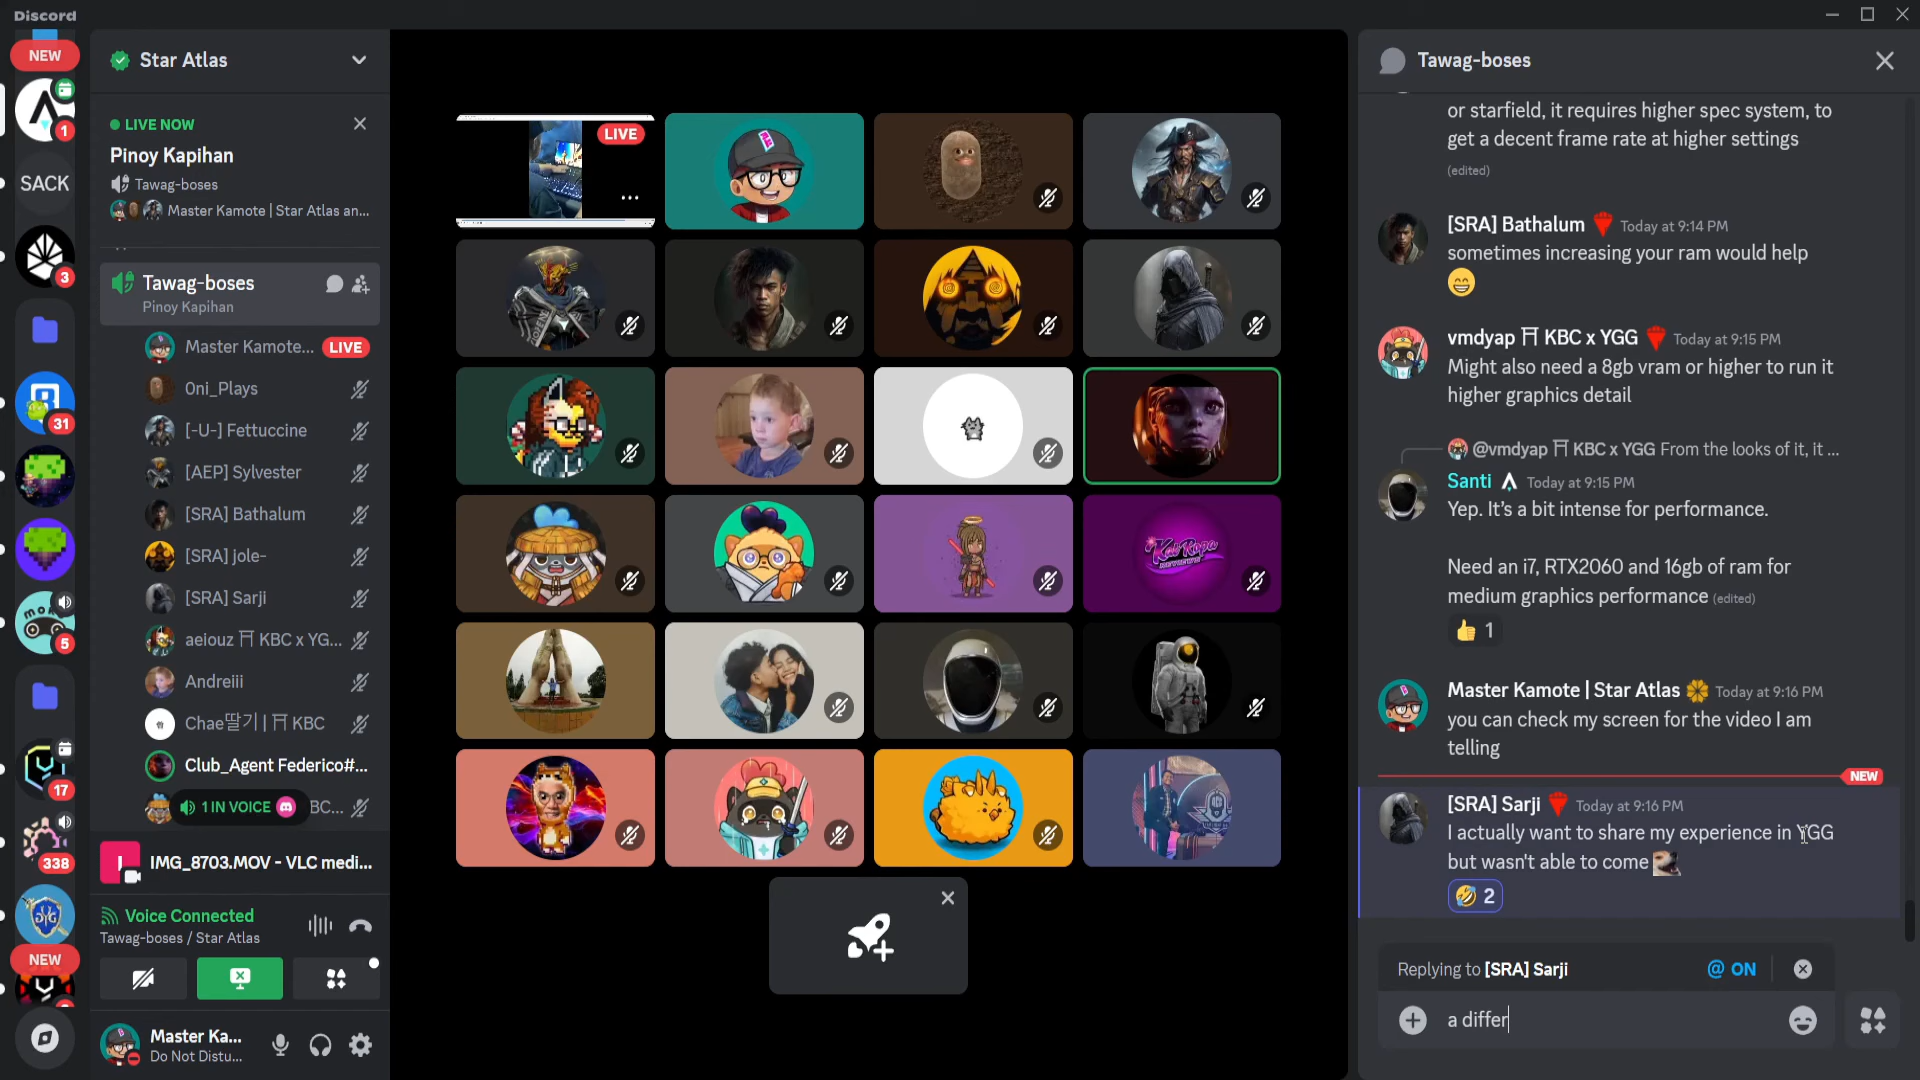 Discord
NEW
1
SACK
3
31
5
17
338
NEW
Star Atlas
LIVE NOW
Pinoy Kapihan
Tawag-boses
Master Kamote | Star Atlas an...
Tawag-boses
Pinoy Kapihan
Master Kamote... LIVE
0ni_Plays
[-U-] Fettuccine
[AEP] Sylvester
[SRA] Bathalum
[SRA] jole-
[SRA] Sarji
aeiouz ⛩ KBC x YG...
Andreiii
Chae딸기 | ⛩ KBC
Club_Agent Federico#...
1 IN VOICE BC...
IMG_8703.MOV - VLC medi...
Voice Connected
Tawag-boses / Star Atlas
Master Ka...
Do Not Distu...
LIVE
Tawag-boses
or starfield, it requires higher spec system, to
get a decent frame rate at higher settings
(edited)
[SRA] Bathalum Today at 9:14 PM
sometimes increasing your ram would help
😁
vmdyap ⛩ KBC x YGG Today at 9:15 PM
Might also need a 8gb vram or higher to run it
higher graphics detail
@vmdyap ⛩ KBC x YGG From the looks of it, it ...
Santi Today at 9:15 PM
Yep. It's a bit intense for performance.
Need an i7, RTX2060 and 16gb of ram for
medium graphics performance (edited)
👍 1
Master Kamote | Star Atlas Today at 9:16 PM
you can check my screen for the video I am
telling
NEW
[SRA] Sarji Today at 9:16 PM
I actually want to share my experience in YGG
but wasn't able to come
🤣 2
Replying to [SRA] Sarji @ ON
a differ